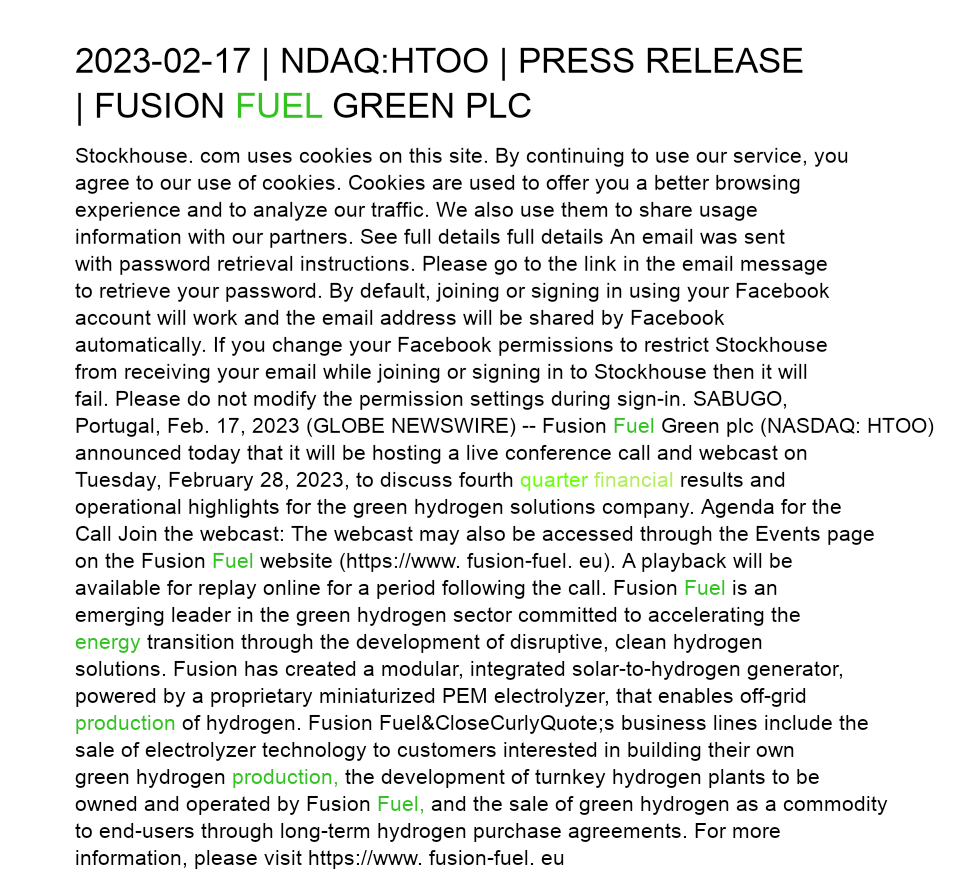 2023-02-17 | NDAQ:HTOO | PRESS RELEASE
| FUSION FUEL GREEN PLC
Stockhouse. com uses cookies on this site. By continuing to use our service, you
agree to our use of cookies. Cookies are used to offer you a better browsing
experience and to analyze our traffic. We also use them to share usage
information with our partners. See full details full details An email was sent
with password retrieval instructions. Please go to the link in the email message
to retrieve your password. By default, joining or signing in using your Facebook
account will work and the email address will be shared by Facebook
automatically. If you change your Facebook permissions to restrict Stockhouse
from receiving your email while joining or signing in to Stockhouse then it will
fail. Please do not modify the permission settings during sign-in. SABUGO,
Portugal, Feb. 17, 2023 (GLOBE NEWSWIRE) -- Fusion Fuel Green plc (NASDAQ: HTOO)
announced today that it will be hosting a live conference call and webcast on
Tuesday, February 28, 2023, to discuss fourth quarter financial results and
operational highlights for the green hydrogen solutions company. Agenda for the
Call Join the webcast: The webcast may also be accessed through the Events page
on the Fusion Fuel website (https://www. fusion-fuel. eu). A playback will be
available for replay online for a period following the call. Fusion Fuel is an
emerging leader in the green hydrogen sector committed to accelerating the
energy transition through the development of disruptive, clean hydrogen
solutions. Fusion has created a modular, integrated solar-to-hydrogen generator,
powered by a proprietary miniaturized PEM electrolyzer, that enables off-grid
production of hydrogen. Fusion Fuel&CloseCurlyQuote;s business lines include the
sale of electrolyzer technology to customers interested in building their own
green hydrogen production, the development of turnkey hydrogen plants to be
owned and operated by Fusion Fuel, and the sale of green hydrogen as a commodity
to end-users through long-term hydrogen purchase agreements. For more
information, please visit https://www. fusion-fuel. eu